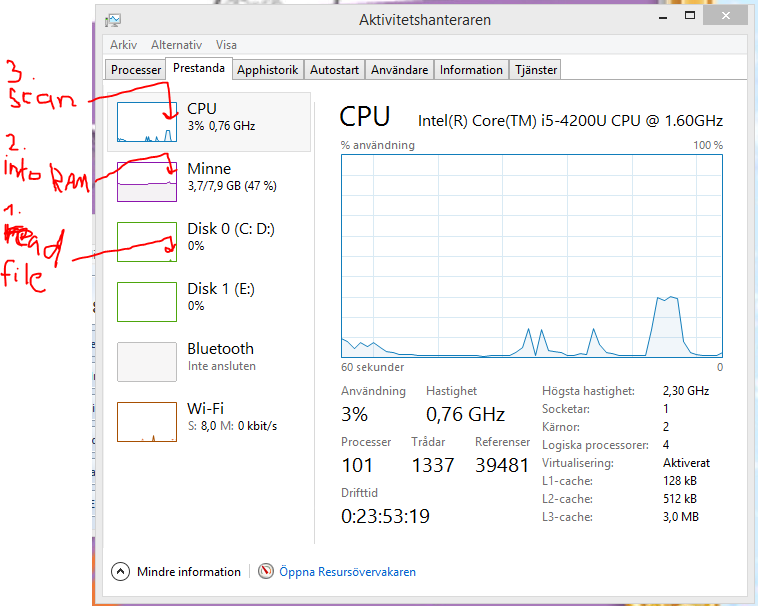 Aktivitetshanteraren
Arkiv Alternativ Visa
Processer Prestanda Apphistorik Autostart Användare Information Tjänster
3.
scan
2.
into RAM
1.
read
file
CPU
3% 0,76 GHz
Minne
3,7/7,9 GB (47 %)
Disk 0 (C: D:)
0%
Disk 1 (E:)
0%
Bluetooth
Inte ansluten
Wi-Fi
S: 8,0 M: 0 kbit/s
CPU Intel(R) Core(TM) i5-4200U CPU @ 1.60GHz
% användning 100 %
60 sekunder 0
Användning Hastighet
3% 0,76 GHz
Processer Trådar Referenser
101 1337 39481
Drifttid
0:23:53:19
Högsta hastighet: 2,30 GHz
Socketar: 1
Kärnor: 2
Logiska processorer: 4
Virtualisering: Aktiverat
L1-cache: 128 kB
L2-cache: 512 kB
L3-cache: 3,0 MB
Mindre information Öppna Resursövervakaren